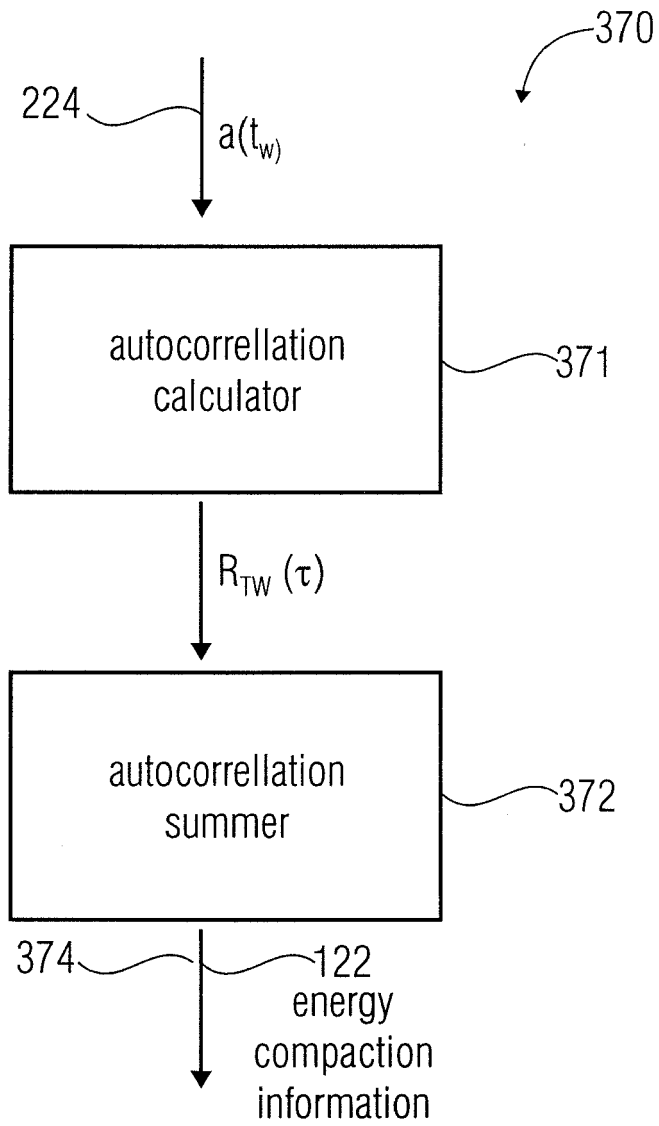 370
224
a(t_w)
autocorrellation
calculator
371
R_TW (τ)
autocorrellation
summer
372
374
122
energy
compaction
information